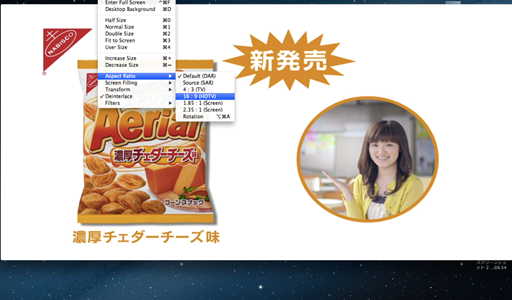 Enter Full Screen ^⌘F
Desktop Background ⌘D
Half Size ⌘0
Normal Size ⌘1
Double Size ⌘2
Fit to Screen ⌘3
User Size ⌘4
Increase Size ⌘+
Decrease Size ⌘-
Aspect Ratio ▶
Screen Filling ▶
Transform ▶
✓ Deinterlace
Filters ▶
✓ Default (DAR)
Source (SAR)
4 : 3 (TV)
16 : 9 (HDTV)
1.85 : 1 (Screen)
2.35 : 1 (Screen)
Rotation ⌥⌘A
NABISCO
新発売
Aerial
濃厚チェダーチーズ味
コーンスナック
濃厚チェダーチーズ味
スクリーンショ